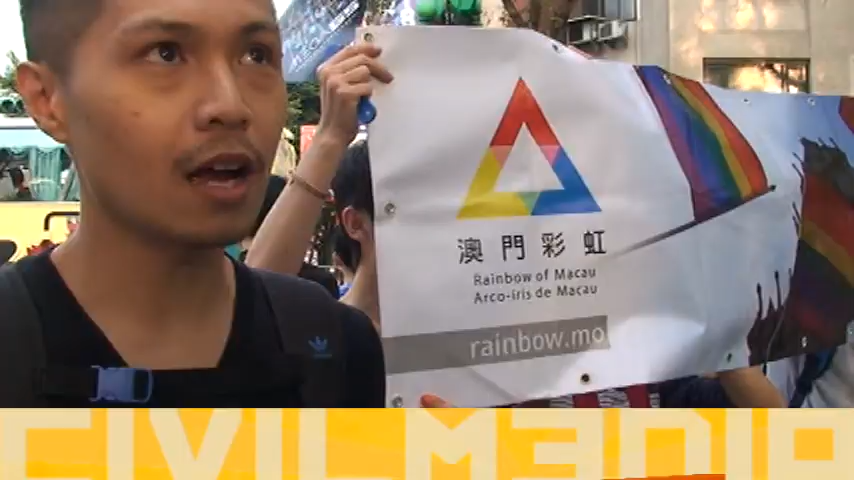 澳門彩虹
Rainbow of Macau
Arco-íris de Macau
rainbow.mo
CIVILMEDIA